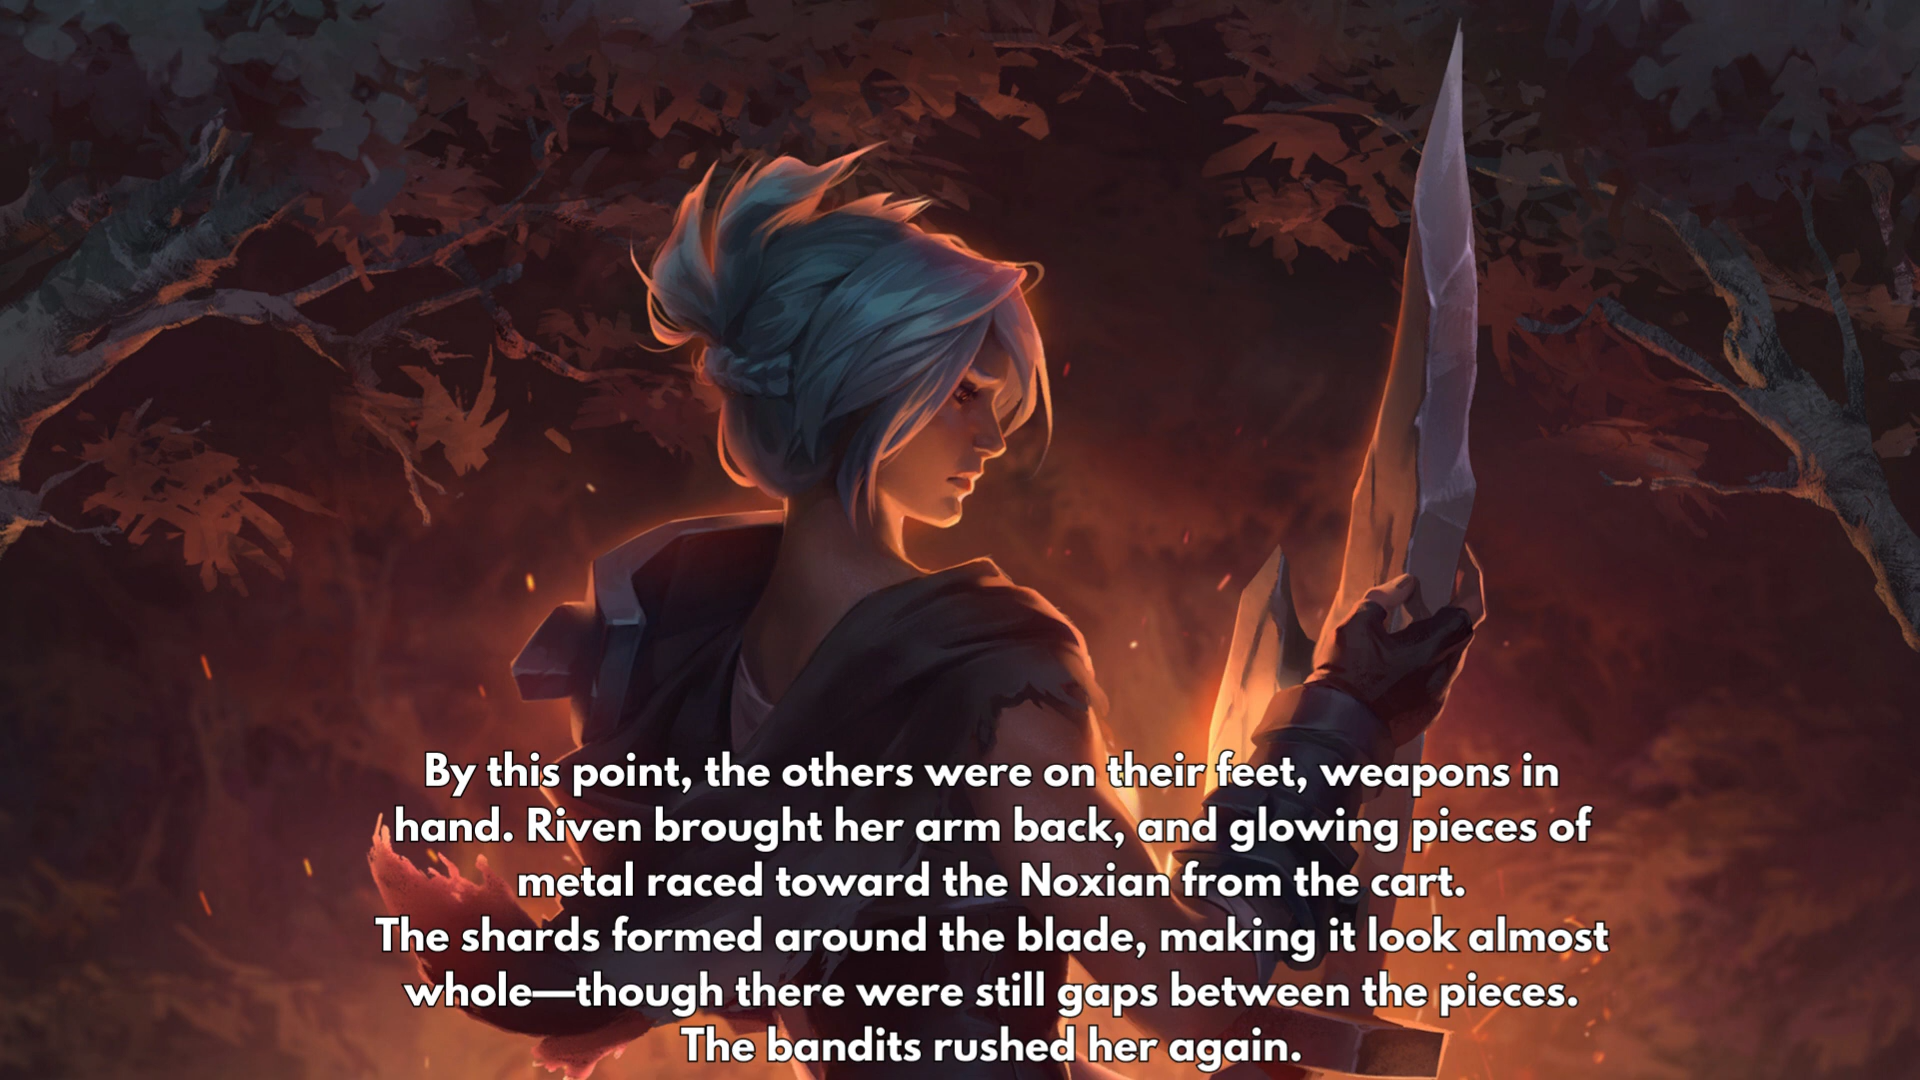 By this point, the others were on their feet, weapons in
hand. Riven brought her arm back, and glowing pieces of
metal raced toward the Noxian from the cart.
The shards formed around the blade, making it look almost
whole—though there were still gaps between the pieces.
The bandits rushed her again.